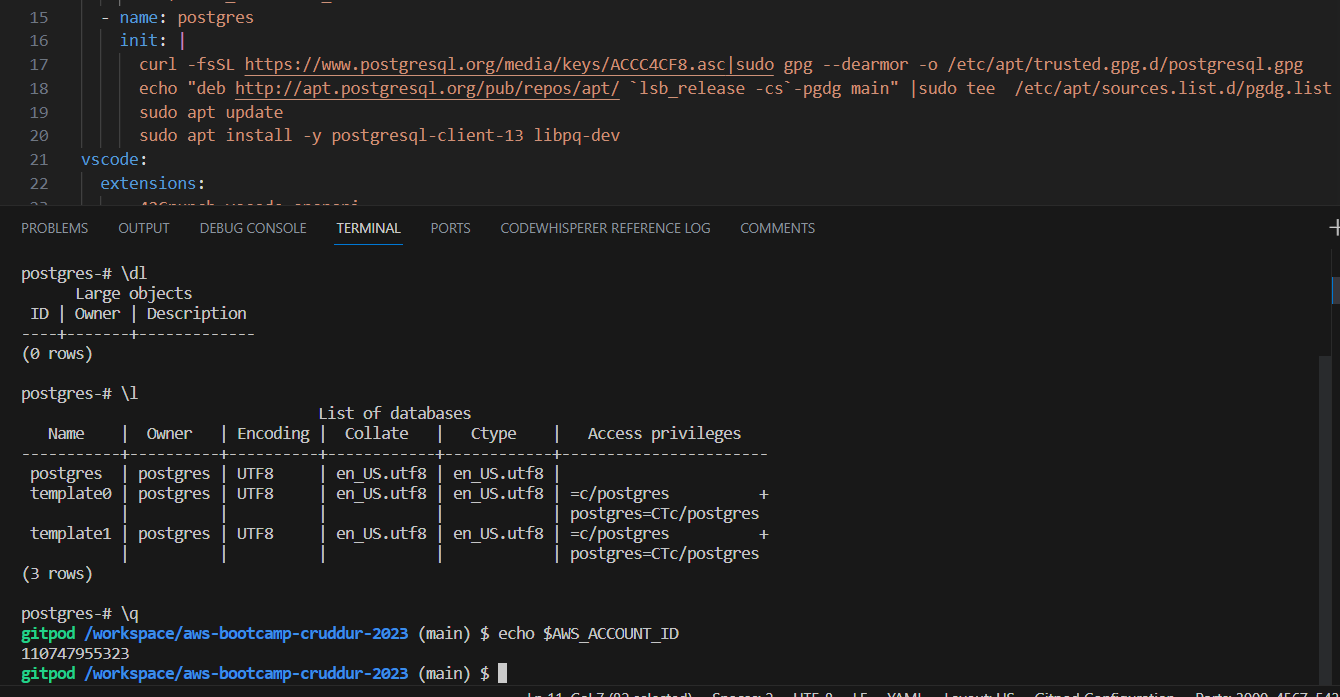 15 - name: postgres
16 init: |
17 curl -fsSL https://www.postgresql.org/media/keys/ACCC4CF8.asc|sudo gpg --dearmor -o /etc/apt/trusted.gpg.d/postgresql.gpg
18 echo "deb http://apt.postgresql.org/pub/repos/apt/ `lsb_release -cs`-pgdg main" |sudo tee  /etc/apt/sources.list.d/pgdg.list
19 sudo apt update
20 sudo apt install -y postgresql-client-13 libpq-dev
21 vscode:
22 extensions:
PROBLEMS OUTPUT DEBUG CONSOLE TERMINAL PORTS CODEWHISPERER REFERENCE LOG COMMENTS
postgres-# \dl
      Large objects
 ID | Owner | Description
----+-------+-------------
(0 rows)
postgres-# \l
                                 List of databases
   Name    |  Owner   | Encoding |  Collate   |   Ctype    |   Access privileges
-----------+----------+----------+------------+------------+-----------------------
 postgres  | postgres | UTF8     | en_US.utf8 | en_US.utf8 |
 template0 | postgres | UTF8     | en_US.utf8 | en_US.utf8 | =c/postgres          +
           |          |          |            |            | postgres=CTc/postgres
 template1 | postgres | UTF8     | en_US.utf8 | en_US.utf8 | =c/postgres          +
           |          |          |            |            | postgres=CTc/postgres
(3 rows)
postgres-# \q
gitpod /workspace/aws-bootcamp-cruddur-2023 (main) $ echo $AWS_ACCOUNT_ID
110747955323
gitpod /workspace/aws-bootcamp-cruddur-2023 (main) $